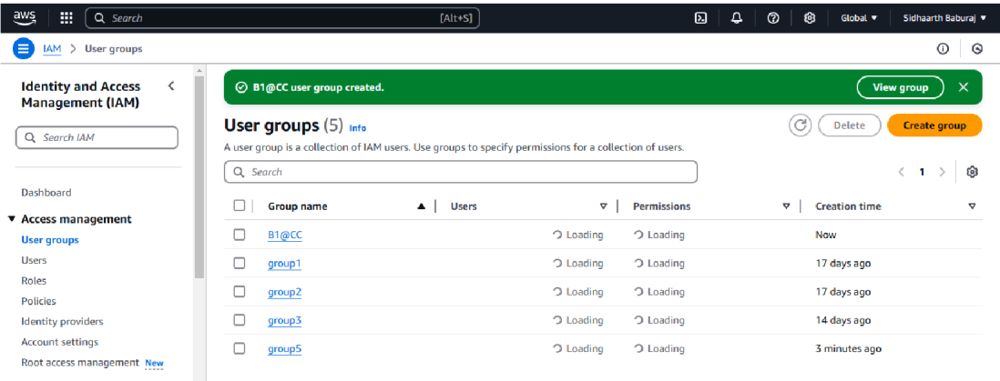 aws Search [Alt+S] Global Sidhaarth Baburaj
IAM > User groups
Identity and Access
Management (IAM)
Search IAM
Dashboard
Access management
User groups
Users
Roles
Policies
Identity providers
Account settings
Root access management New
B1@CC user group created. View group
User groups (5) Info Delete Create group
A user group is a collection of IAM users. Use groups to specify permissions for a collection of users.
Search 1
Group name Users Permissions Creation time
B1@CC Loading Loading Now
group1 Loading Loading 17 days ago
group2 Loading Loading 17 days ago
group3 Loading Loading 14 days ago
group5 Loading Loading 3 minutes ago